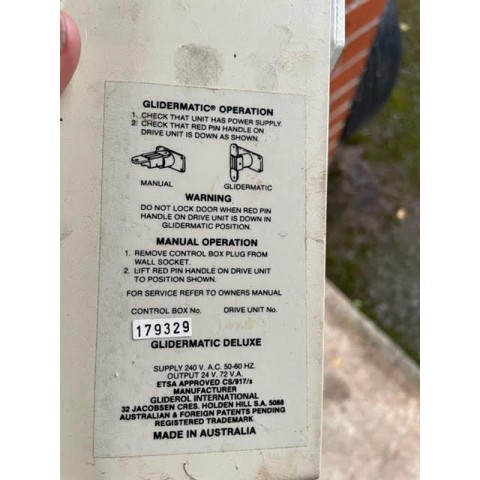 GLIDERMATIC® OPERATION
1. CHECK THAT UNIT HAS POWER SUPPLY.
2. CHECK THAT RED PIN HANDLE ON
DRIVE UNIT IS DOWN AS SHOWN.
MANUAL GLIDERMATIC
WARNING
DO NOT LOCK DOOR WHEN RED PIN
HANDLE ON DRIVE UNIT IS DOWN IN
GLIDERMATIC POSITION.
MANUAL OPERATION
1. REMOVE CONTROL BOX PLUG FROM
WALL SOCKET.
2. LIFT RED PIN HANDLE ON DRIVE UNIT
TO POSITION SHOWN.
FOR SERVICE REFER TO OWNERS MANUAL
CONTROL BOX No. DRIVE UNIT No.
179329
GLIDERMATIC DELUXE
SUPPLY 240 V. A.C. 50-60 HZ.
OUTPUT 24 V. 72 V.A.
ETSA APPROVED CS/917/s
MANUFACTURER
GLIDEROL INTERNATIONAL
32 JACOBSEN CRES. HOLDEN HILL S.A. 5088
AUSTRALIAN & FOREIGN PATENTS PENDING
REGISTERED TRADEMARK
MADE IN AUSTRALIA